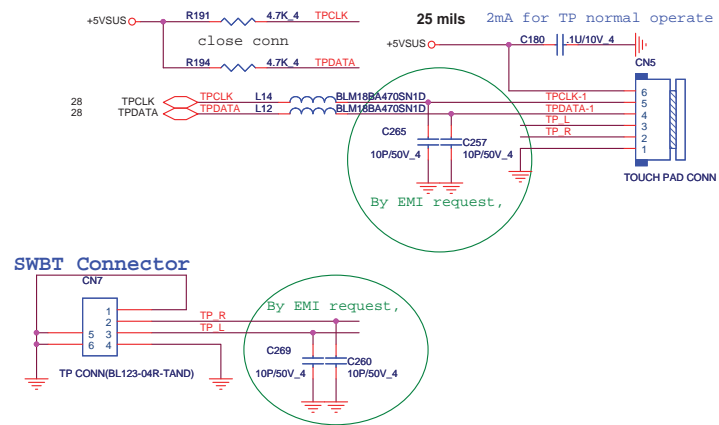 +5VSUS R191 4.7K_4 TPCLK
close conn
R194 4.7K_4 TPDATA
25 mils 2mA for TP normal operate
+5VSUS C180 .1U/10V_4
CN5
28 TPCLK TPCLK L14 BLM18BA470SN1D TPCLK-1
28 TPDATA TPDATA L12 BLM18BA470SN1D TPDATA-1
TP_L
TP_R
6
5
4
3
2
1
C265 C257
10P/50V_4 10P/50V_4
TOUCH PAD CONN
By EMI request,
SWBT Connector
CN7
1
2
5 3
6 4
TP_R
TP_L
By EMI request,
C269 C260
10P/50V_4 10P/50V_4
TP CONN(BL123-04R-TAND)